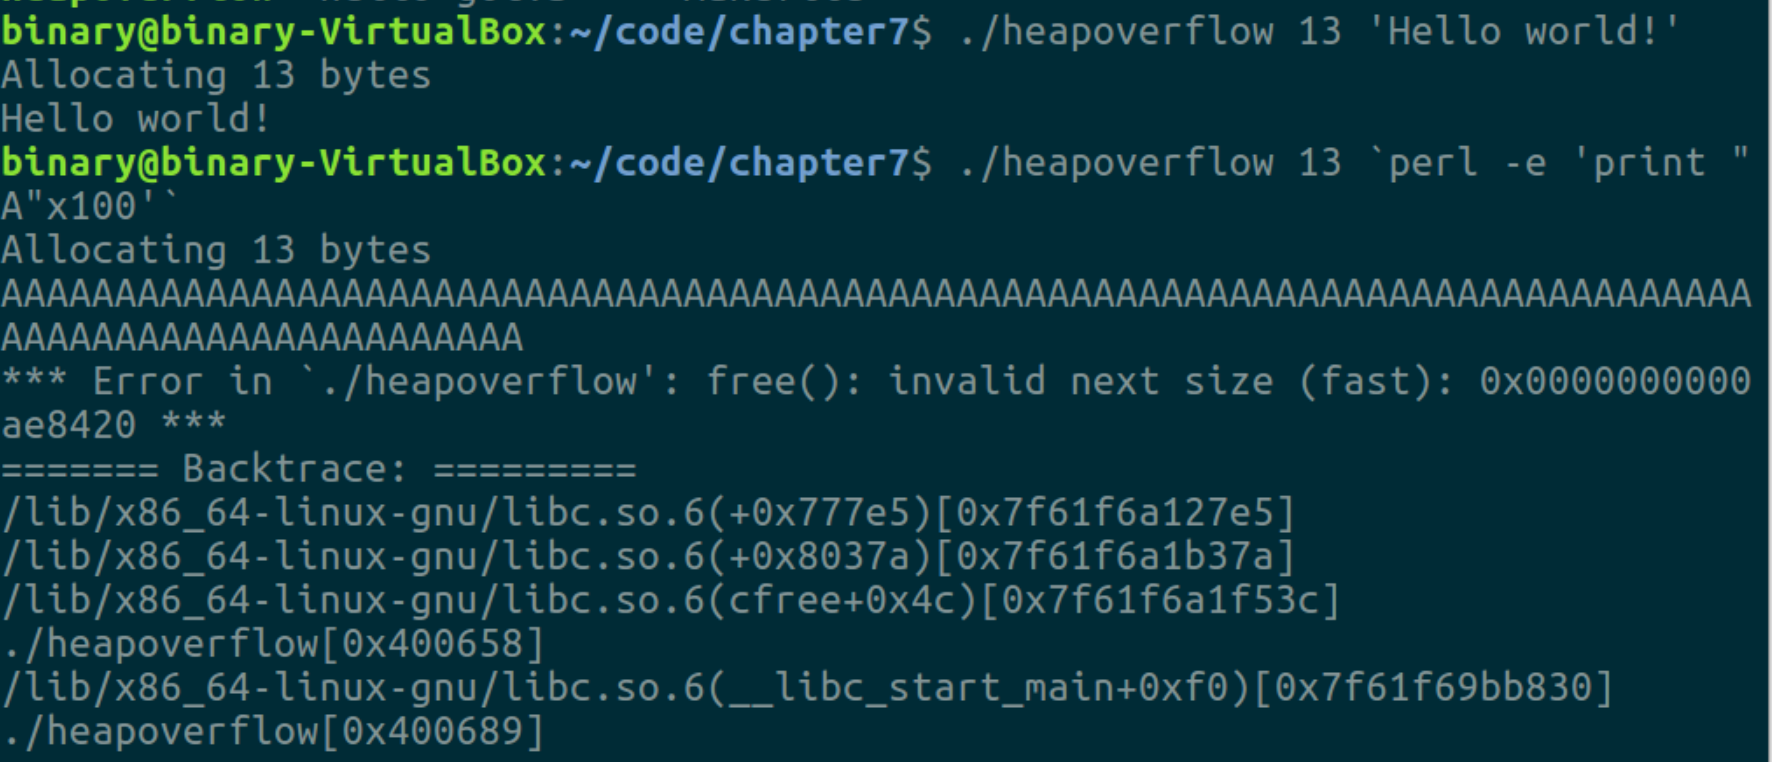 binary@binary-VirtualBox:~/code/chapter7$ ./heapoverflow 13 'Hello world!'
Allocating 13 bytes
Hello world!
binary@binary-VirtualBox:~/code/chapter7$ ./heapoverflow 13 `perl -e 'print "
A"x100'`
Allocating 13 bytes
AAAAAAAAAAAAAAAAAAAAAAAAAAAAAAAAAAAAAAAAAAAAAAAAAAAAAAAAAAAAAAAAAAAAAAAAAAAAA
AAAAAAAAAAAAAAAAAAAAAAA
*** Error in `./heapoverflow': free(): invalid next size (fast): 0x0000000000
ae8420 ***
======= Backtrace: =========
/lib/x86_64-linux-gnu/libc.so.6(+0x777e5)[0x7f61f6a127e5]
/lib/x86_64-linux-gnu/libc.so.6(+0x8037a)[0x7f61f6a1b37a]
/lib/x86_64-linux-gnu/libc.so.6(cfree+0x4c)[0x7f61f6a1f53c]
./heapoverflow[0x400658]
/lib/x86_64-linux-gnu/libc.so.6(__libc_start_main+0xf0)[0x7f61f69bb830]
./heapoverflow[0x400689]